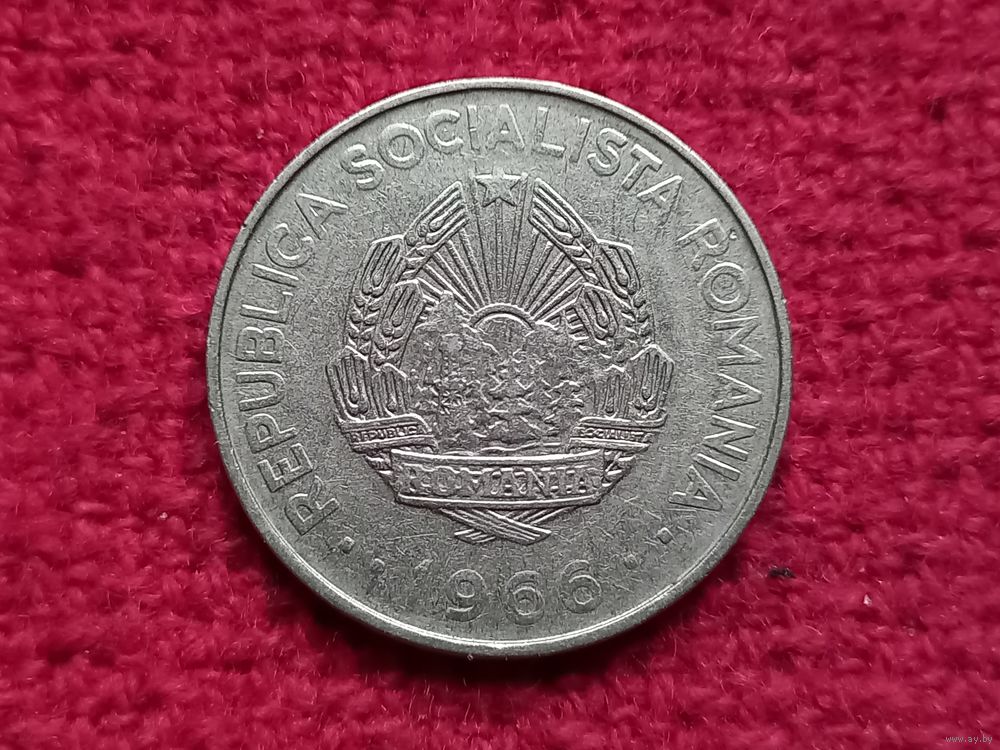 REPUBLICA SOCIALISTA ROMANIA
REPUBLICA SOCIALISTA
ROMANIA
1966
www.ay.by